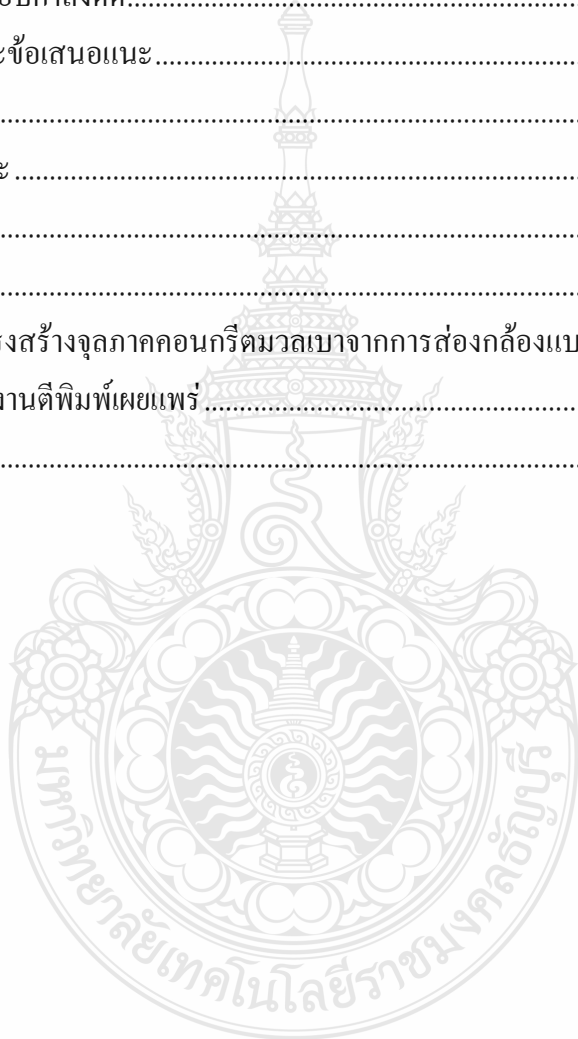 ะข้อเสนอแนะ................................................................
................................................................
ะ................................................................
................................................................
................................................................
งสร้างจุลภาคคอนกรีตมวลเบาจากการส่องกล้องแบ
งานตีพิมพ์เผยแพร่................................................................
................................................................
มหาวิทยาลัยเทคโนโลยีราชมงคลธัญบุรี